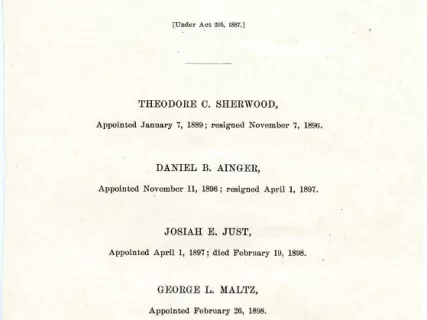 [Under Act 205, 1887.]
THEODORE C. SHERWOOD,
Appointed January 7, 1889; resigned November 7, 1896.
DANIEL B. AINGER,
Appointed November 11, 1896; resigned April 1, 1897.
JOSIAH E. JUST,
Appointed April 1, 1897; died February 19, 1898.
GEORGE L. MALTZ,
Appointed February 26, 1898.